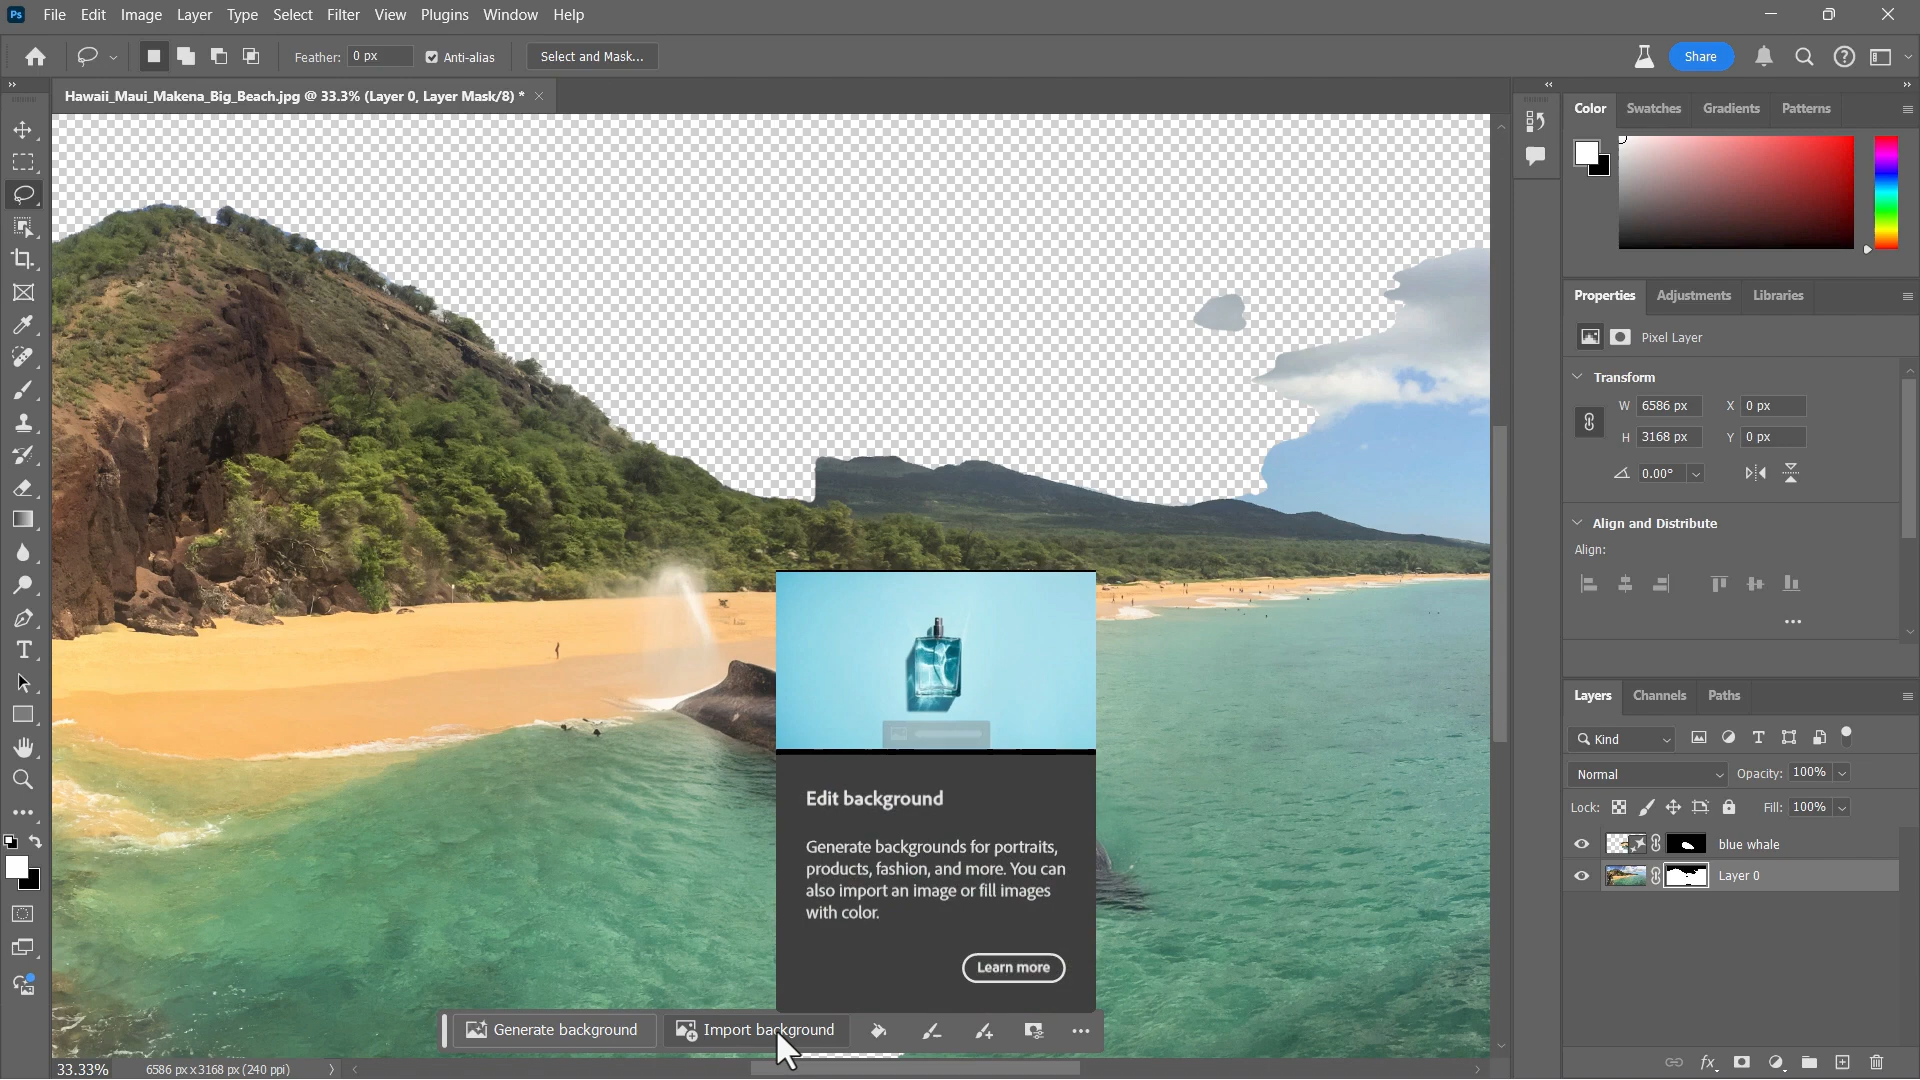 Ps File Edit Image Layer Type Select Filter View Plugins Window Help
Feather: 0 px Anti-alias Select and Mask... Share
Hawaii_Maui_Makena_Big_Beach.jpg @ 33.3% (Layer 0, Layer Mask/8) *
Color Swatches Gradients Patterns
Properties Adjustments Libraries
Pixel Layer
Transform
W 6586 px X 0 px
H 3168 px Y 0 px
0.00°
Align and Distribute
Align:
Layers Channels Paths
Kind
Normal Opacity: 100%
Lock: Fill: 100%
blue whale
Layer 0
Edit background
Generate backgrounds for portraits,
products, fashion, and more. You can
also import an image or fill images
with color.
Learn more
Generate background Import background
33.33% 6586 px x 3168 px (240 ppi)
fx